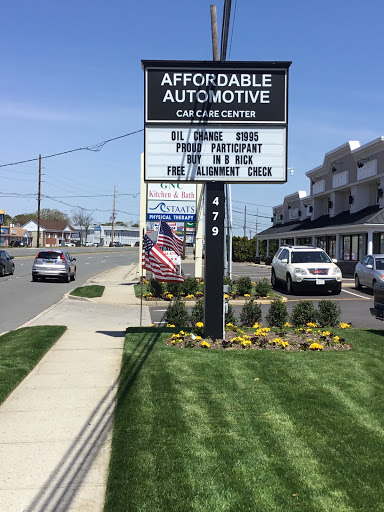 AFFORDABLE
AUTOMOTIVE
CAR CARE CENTER
OIL CHANGE $1995
PROUD PARTICIPANT
BUY IN B RICK
FREE ALIGNMENT CHECK
GNC
Kitchen & Bath
STAATS
PHYSICAL THERAPY
479